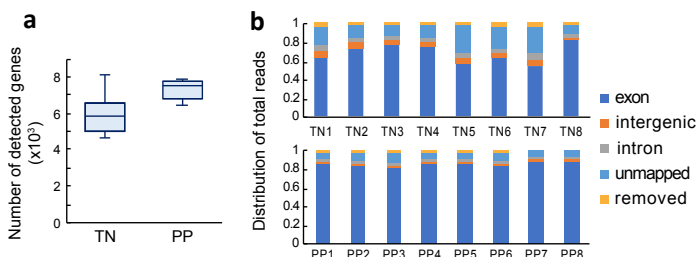 a
Number of detected genes
(x10³)
8
6
4
2
0
TN
PP
b
Distribution of total reads
1
0.8
0.6
0.4
0.2
0
TN1 TN2 TN3 TN4 TN5 TN6 TN7 TN8
1
0.8
0.6
0.4
0.2
0
PP1 PP2 PP3 PP4 PP5 PP6 PP7 PP8
exon
intergenic
intron
unmapped
removed